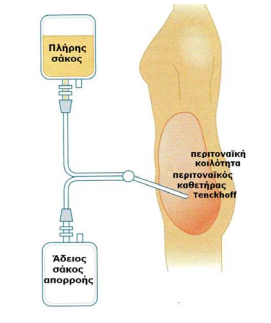 Πλήρης
σάκος
περιτοναϊκή
κοιλότητα
περιτοναϊκός
καθετήρας
Tenckhoff
Άδειος
σάκος
απορροής